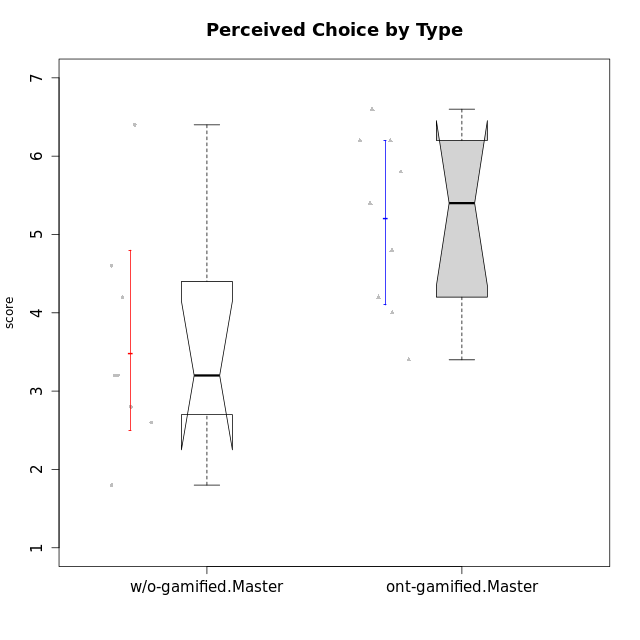 Perceived Choice by Type
7
6
5
4
3
2
1
score
w/o-gamified.Master
ont-gamified.Master